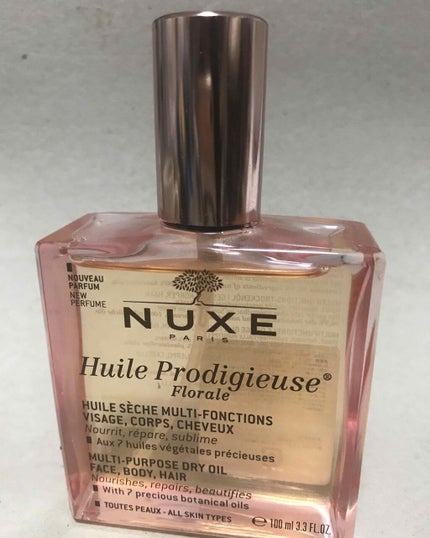 NOUVEAU
PARFUM
NEW
PERFUME
NUXE
PARIS
Huile Prodigieuse®
Florale
HUILE SÈCHE MULTI-FONCTIONS
VISAGE, CORPS, CHEVEUX
Nourrit, répare, sublime
Aux 7 huiles végétales précieuses
MULTI-PURPOSE DRY OIL
FACE, BODY, HAIR
Nourishes, repairs, beautifies
With 7 precious botanical oils
TOUTES PEAUX - ALL SKIN TYPES
℮ 100 ml 3.3 FL.OZ.